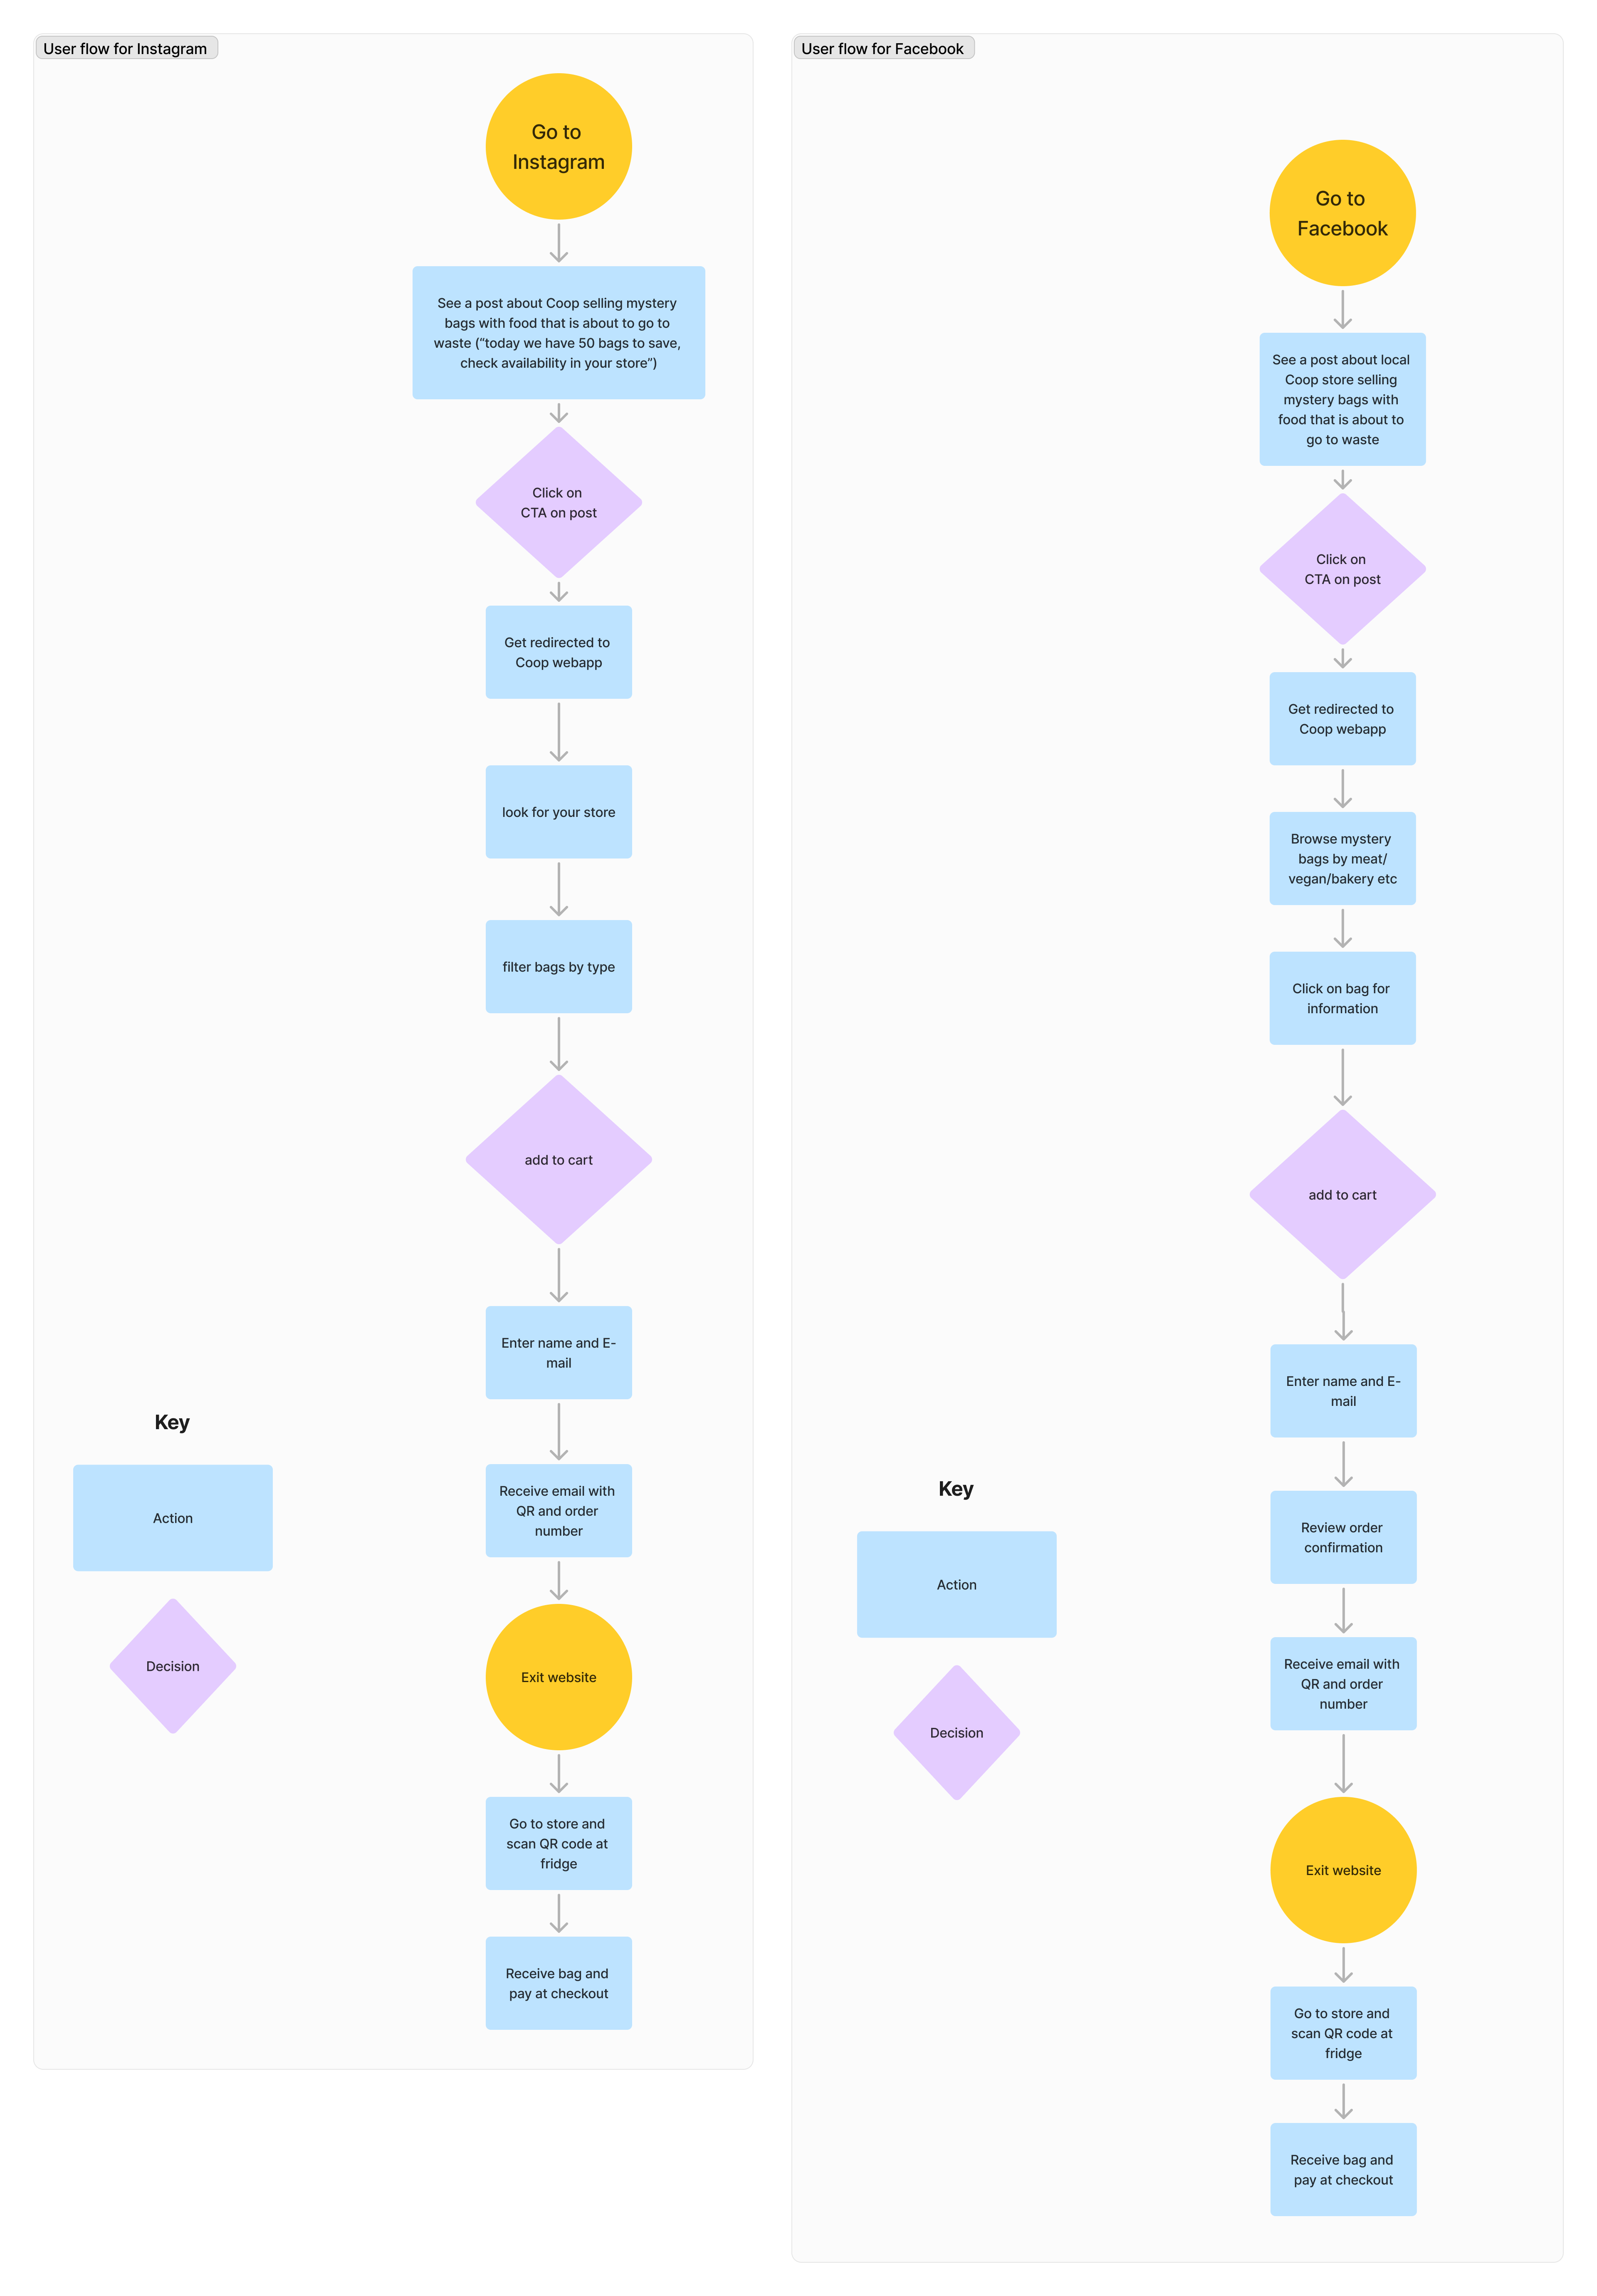 User flow for Instagram
Go to
Instagram
See a post about Coop selling mystery
bags with food that is about to go to
waste (“today we have 50 bags to save,
check availability in your store”)
Click on
CTA on post
Get redirected to
Coop webapp
look for your store
filter bags by type
add to cart
Enter name and E-
mail
Receive email with
QR and order
number
Exit website
Go to store and
scan QR code at
fridge
Receive bag and
pay at checkout
Key
Action
Decision
User flow for Facebook
Go to
Facebook
See a post about local
Coop store selling
mystery bags with
food that is about to
go to waste
Click on
CTA on post
Get redirected to
Coop webapp
Browse mystery
bags by meat/
vegan/bakery etc
Click on bag for
information
add to cart
Enter name and E-
mail
Review order
confirmation
Receive email with
QR and order
number
Exit website
Go to store and
scan QR code at
fridge
Receive bag and
pay at checkout
Key
Action
Decision